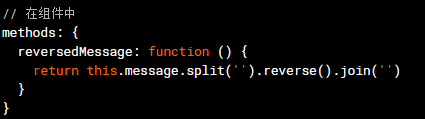 // 在组件中
methods: {
  reversedMessage: function () {
    return this.message.split('').reverse().join('')
  }
}